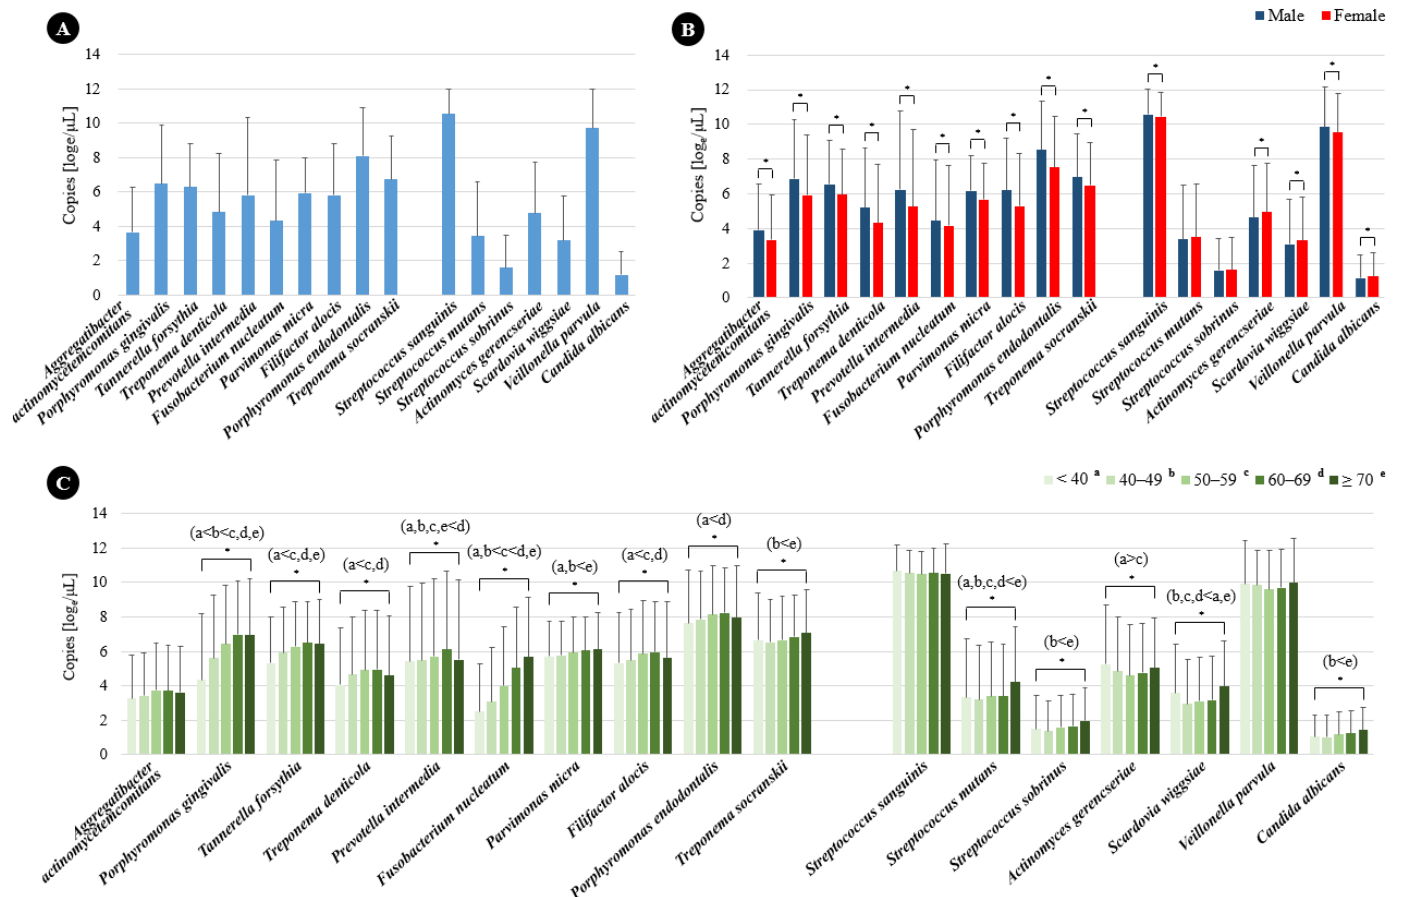 A
Copies [loge/μL]
14
12
10
8
6
4
2
0
Aggregatibacter
actinomycetemcomitans
Porphyromonas gingivalis
Tannerella forsythia
Treponema denticola
Prevotella intermedia
Fusobacterium nucleatum
Parvimonas micra
Filifactor alocis
Porphyromonas endodontalis
Treponema socranskii
Streptococcus sanguinis
Streptococcus mutans
Streptococcus sobrinus
Actinomyces gerencseriae
Scardovia wiggsiae
Veillonella parvula
Candida albicans
B
Male Female
Copies [logₑ/μL]
14
12
10
8
6
4
2
0
* * * * * * * * * * * * * * *
Aggregatibacter
actinomycetemcomitans
Porphyromonas gingivalis
Tannerella forsythia
Treponema denticola
Prevotella intermedia
Fusobacterium nucleatum
Parvimonas micra
Filifactor alocis
Porphyromonas endodontalis
Treponema socranskii
Streptococcus sanguinis
Streptococcus mutans
Streptococcus sobrinus
Actinomyces gerencseriae
Scardovia wiggsiae
Veillonella parvula
Candida albicans
C
< 40 a 40–49 b 50–59 c 60–69 d ≥ 70 e
Copies [logₑ/μL]
14
12
10
8
6
4
2
0
(a<b<c,d,e)
*
(a<c,d,e)
*
(a<c,d)
*
(a,b,c,e<d)
*
(a,b<c<d,e)
*
(a,b<e)
*
(a<c,d)
*
(a<d)
*
(b<e)
*
(a,b,c,d<e)
*
(b<e)
*
(a>c)
*
(b,c,d<a,e)
*
(b<e)
*
Aggregatibacter
actinomycetemcomitans
Porphyromonas gingivalis
Tannerella forsythia
Treponema denticola
Prevotella intermedia
Fusobacterium nucleatum
Parvimonas micra
Filifactor alocis
Porphyromonas endodontalis
Treponema socranskii
Streptococcus sanguinis
Streptococcus mutans
Streptococcus sobrinus
Actinomyces gerencseriae
Scardovia wiggsiae
Veillonella parvula
Candida albicans